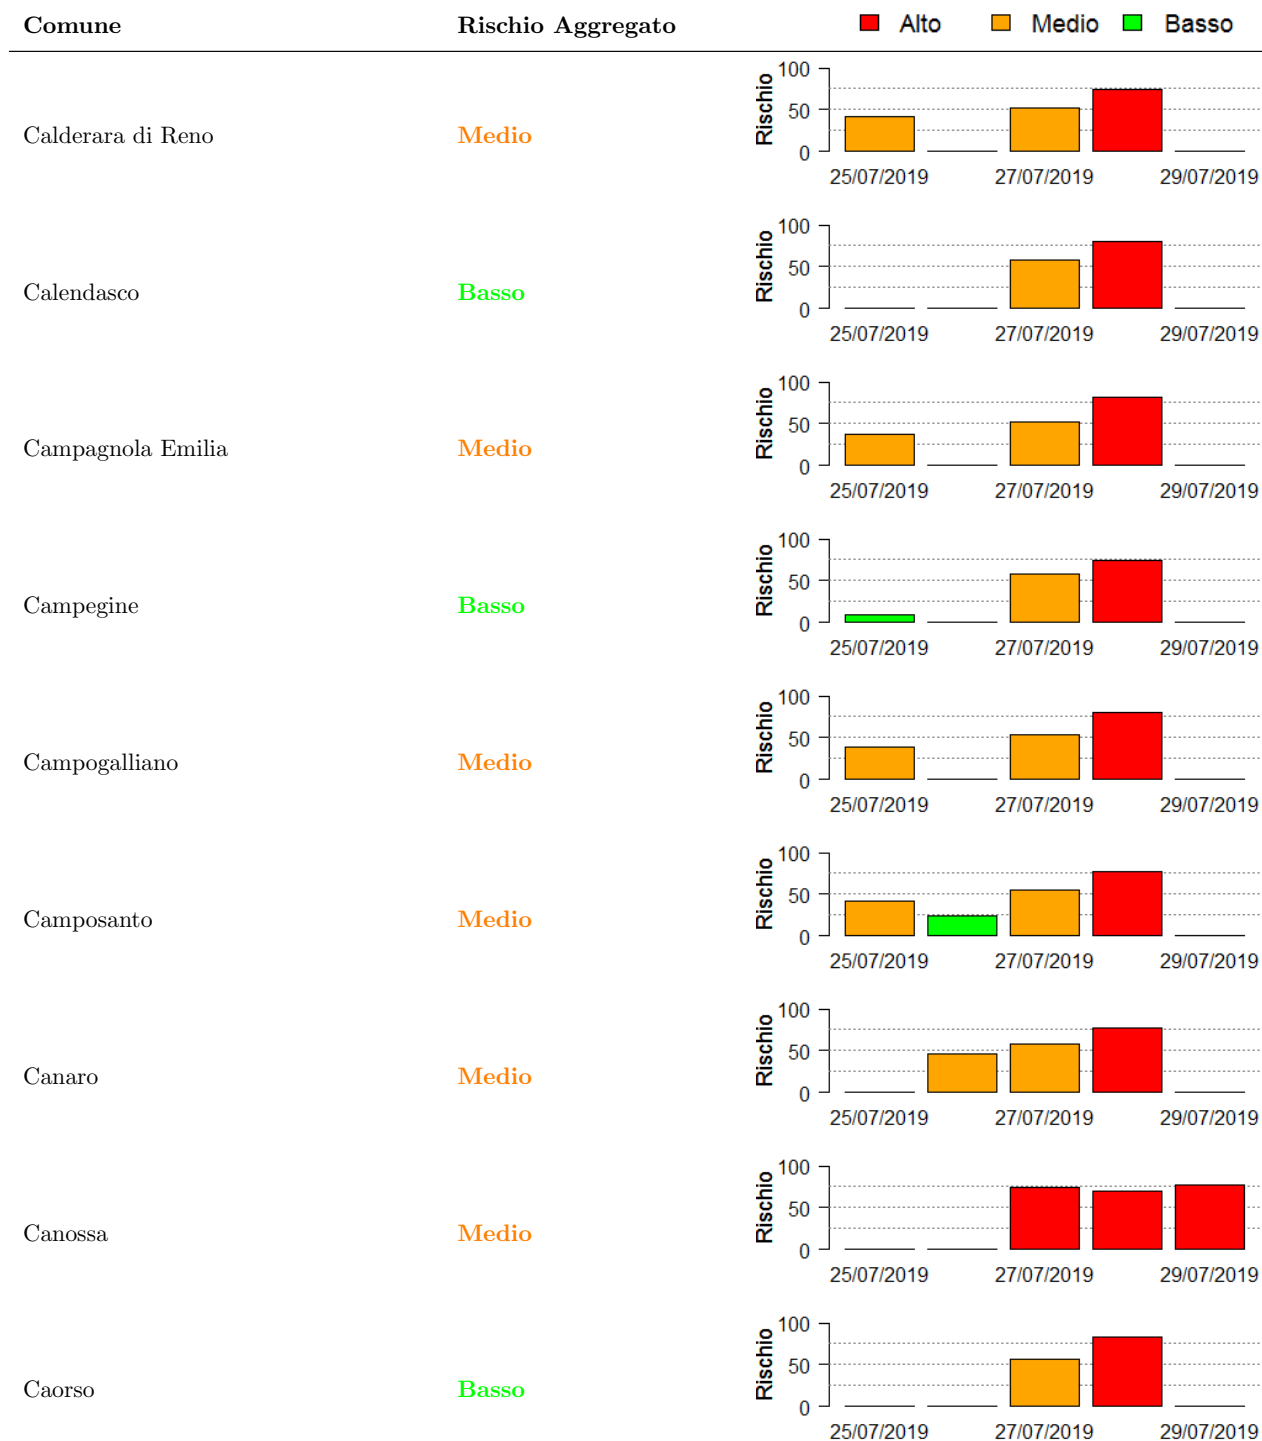 Comune Rischio Aggregato Alto Medio Basso
Calderara di Reno Medio
Rischio
100
50
0
25/07/2019 27/07/2019 29/07/2019
Calendasco Basso
Rischio
100
50
0
25/07/2019 27/07/2019 29/07/2019
Campagnola Emilia Medio
Rischio
100
50
0
25/07/2019 27/07/2019 29/07/2019
Campegine Basso
Rischio
100
50
0
25/07/2019 27/07/2019 29/07/2019
Campogalliano Medio
Rischio
100
50
0
25/07/2019 27/07/2019 29/07/2019
Camposanto Medio
Rischio
100
50
0
25/07/2019 27/07/2019 29/07/2019
Canaro Medio
Rischio
100
50
0
25/07/2019 27/07/2019 29/07/2019
Canossa Medio
Rischio
100
50
0
25/07/2019 27/07/2019 29/07/2019
Caorso Basso
Rischio
100
50
0
25/07/2019 27/07/2019 29/07/2019